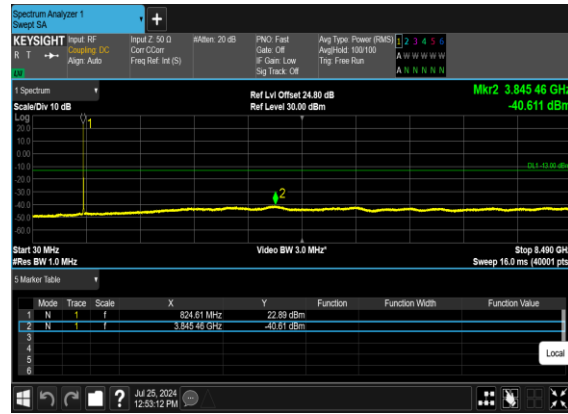 Spectrum Analyzer 1
Swept SA
+
KEYSIGHT Input: RF Input Z: 50 Ω #Atten: 20 dB PNO: Fast Avg Type: Power (RMS) 1 2 3 4 5 6
R T Coupling: DC Corr CCorr Gate: Off Avg|Hold: 100/100 A W W W W W
Align: Auto Freq Ref: Int (S) IF Gain: Low Trig: Free Run
LW Sig Track: Off A N N N N N
1 Spectrum Ref Lvl Offset 24.80 dB Mkr2 3.845 46 GHz
Scale/Div 10 dB Ref Level 30.00 dBm -40.611 dBm
Log
1
20.0
10.0
0.00
-10.0
DL1 -13.00 dBm
-20.0
-30.0
2
-40.0
-50.0
-60.0
Start 30 MHz Video BW 3.0 MHz* Stop 8.490 GHz
#Res BW 1.0 MHz Sweep 16.0 ms (40001 pts)
5 Marker Table
Mode Trace Scale X Y Function Function Width Function Value
1 N 1 f 824.61 MHz 22.89 dBm
2 N 1 f 3.845 46 GHz -40.61 dBm
3
4
5
6
Local
? Jul 25, 2024
12:53:12 PM